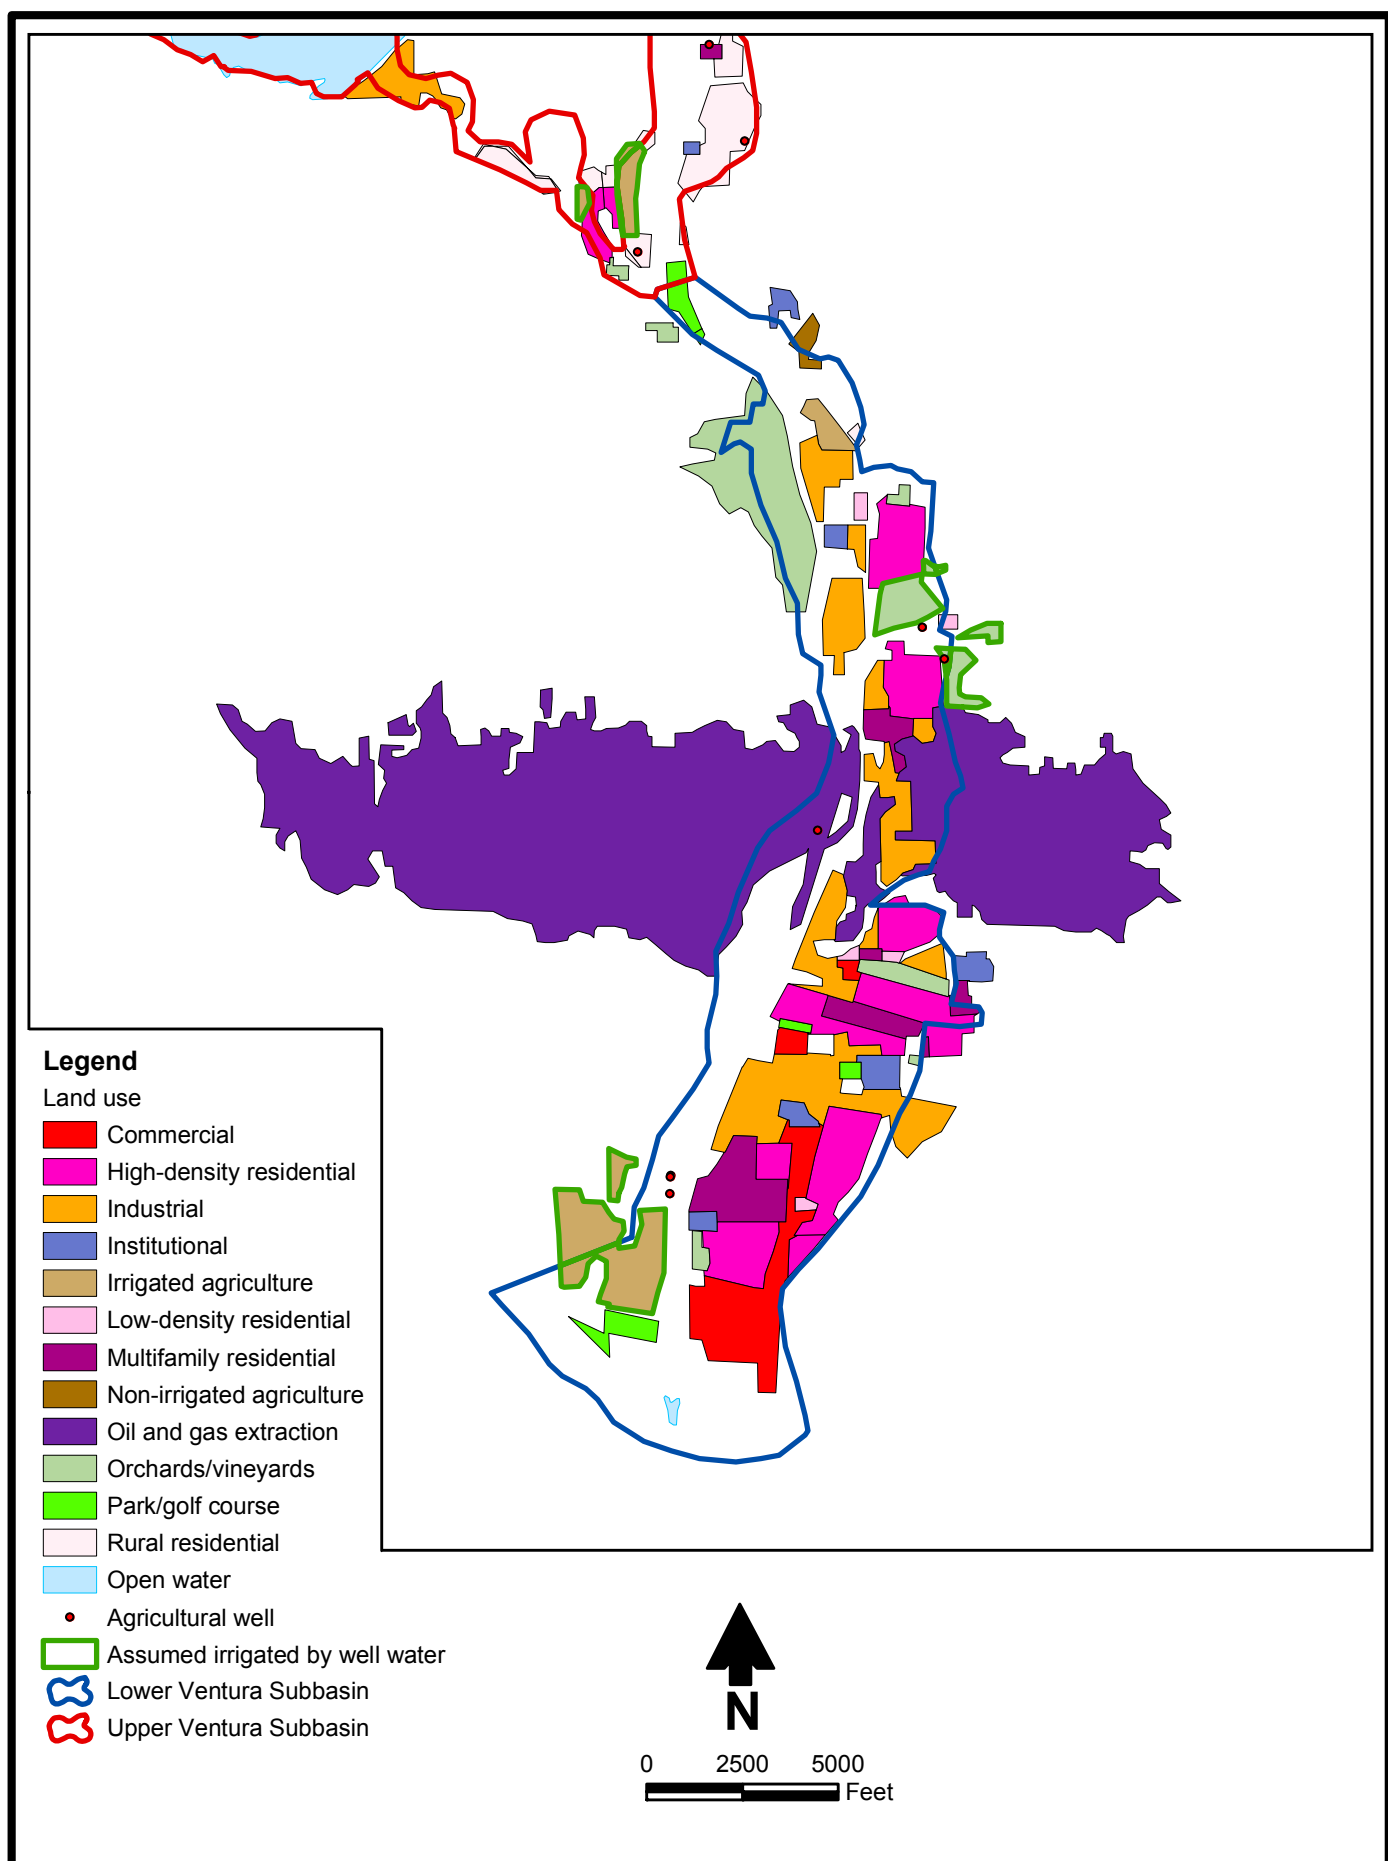 Legend
Land use
Commercial
High-density residential
Industrial
Institutional
Irrigated agriculture
Low-density residential
Multifamily residential
Non-irrigated agriculture
Oil and gas extraction
Orchards/vineyards
Park/golf course
Rural residential
Open water
Agricultural well
Assumed irrigated by well water
Lower Ventura Subbasin
Upper Ventura Subbasin
N
0 2500 5000
Feet